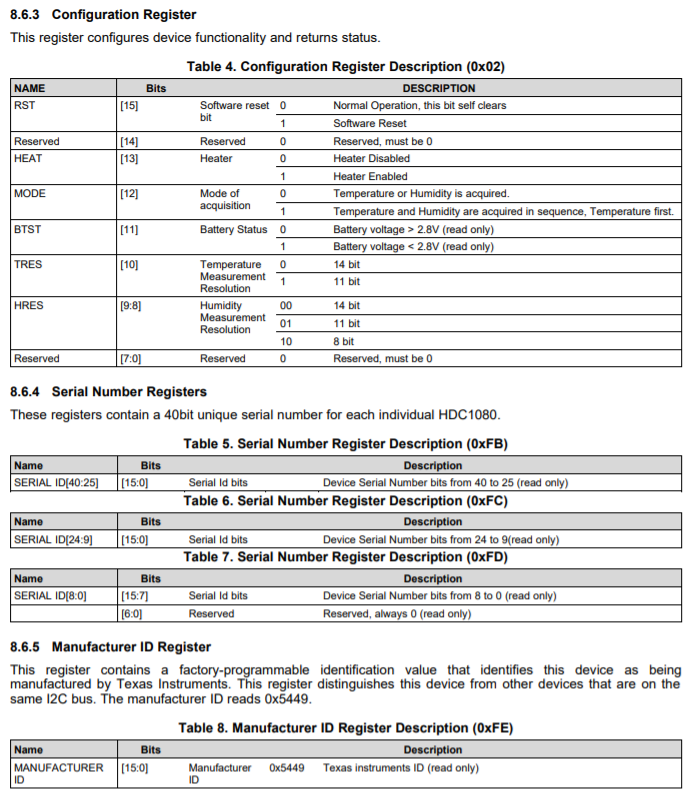 8.6.3 Configuration Register
This register configures device functionality and returns status.
Table 4. Configuration Register Description (0x02)
NAME Bits DESCRIPTION
RST [15] Software reset bit 0 Normal Operation, this bit self clears
1 Software Reset
Reserved [14] Reserved 0 Reserved, must be 0
HEAT [13] Heater 0 Heater Disabled
1 Heater Enabled
MODE [12] Mode of acquisition 0 Temperature or Humidity is acquired.
1 Temperature and Humidity are acquired in sequence, Temperature first.
BTST [11] Battery Status 0 Battery voltage > 2.8V (read only)
1 Battery voltage < 2.8V (read only)
TRES [10] Temperature Measurement Resolution 0 14 bit
1 11 bit
HRES [9:8] Humidity Measurement Resolution 00 14 bit
01 11 bit
10 8 bit
Reserved [7:0] Reserved 0 Reserved, must be 0
8.6.4 Serial Number Registers
These registers contain a 40bit unique serial number for each individual HDC1080.
Table 5. Serial Number Register Description (0xFB)
Name Bits Description
SERIAL ID[40:25] [15:0] Serial Id bits Device Serial Number bits from 40 to 25 (read only)
Table 6. Serial Number Register Description (0xFC)
Name Bits Description
SERIAL ID[24:9] [15:0] Serial Id bits Device Serial Number bits from 24 to 9(read only)
Table 7. Serial Number Register Description (0xFD)
Name Bits Description
SERIAL ID[8:0] [15:7] Serial Id bits Device Serial Number bits from 8 to 0 (read only)
[6:0] Reserved Reserved, always 0 (read only)
8.6.5 Manufacturer ID Register
This register contains a factory-programmable identification value that identifies this device as being
manufactured by Texas Instruments. This register distinguishes this device from other devices that are on the
same I2C bus. The manufacturer ID reads 0x5449.
Table 8. Manufacturer ID Register Description (0xFE)
Name Bits Description
MANUFACTURER ID [15:0] Manufacturer ID 0x5449 Texas instruments ID (read only)